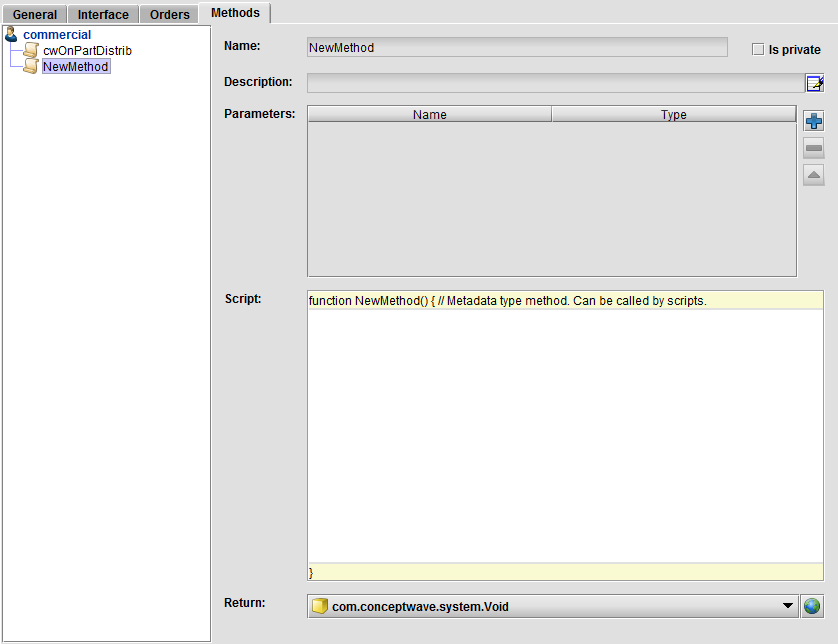 General Interface Orders Methods
commercial
cwOnPartDistrib
NewMethod
Name: NewMethod Is private
Description:
Parameters: Name Type
Script: function NewMethod() { // Metadata type method. Can be called by scripts.
}
Return: com.conceptwave.system.Void